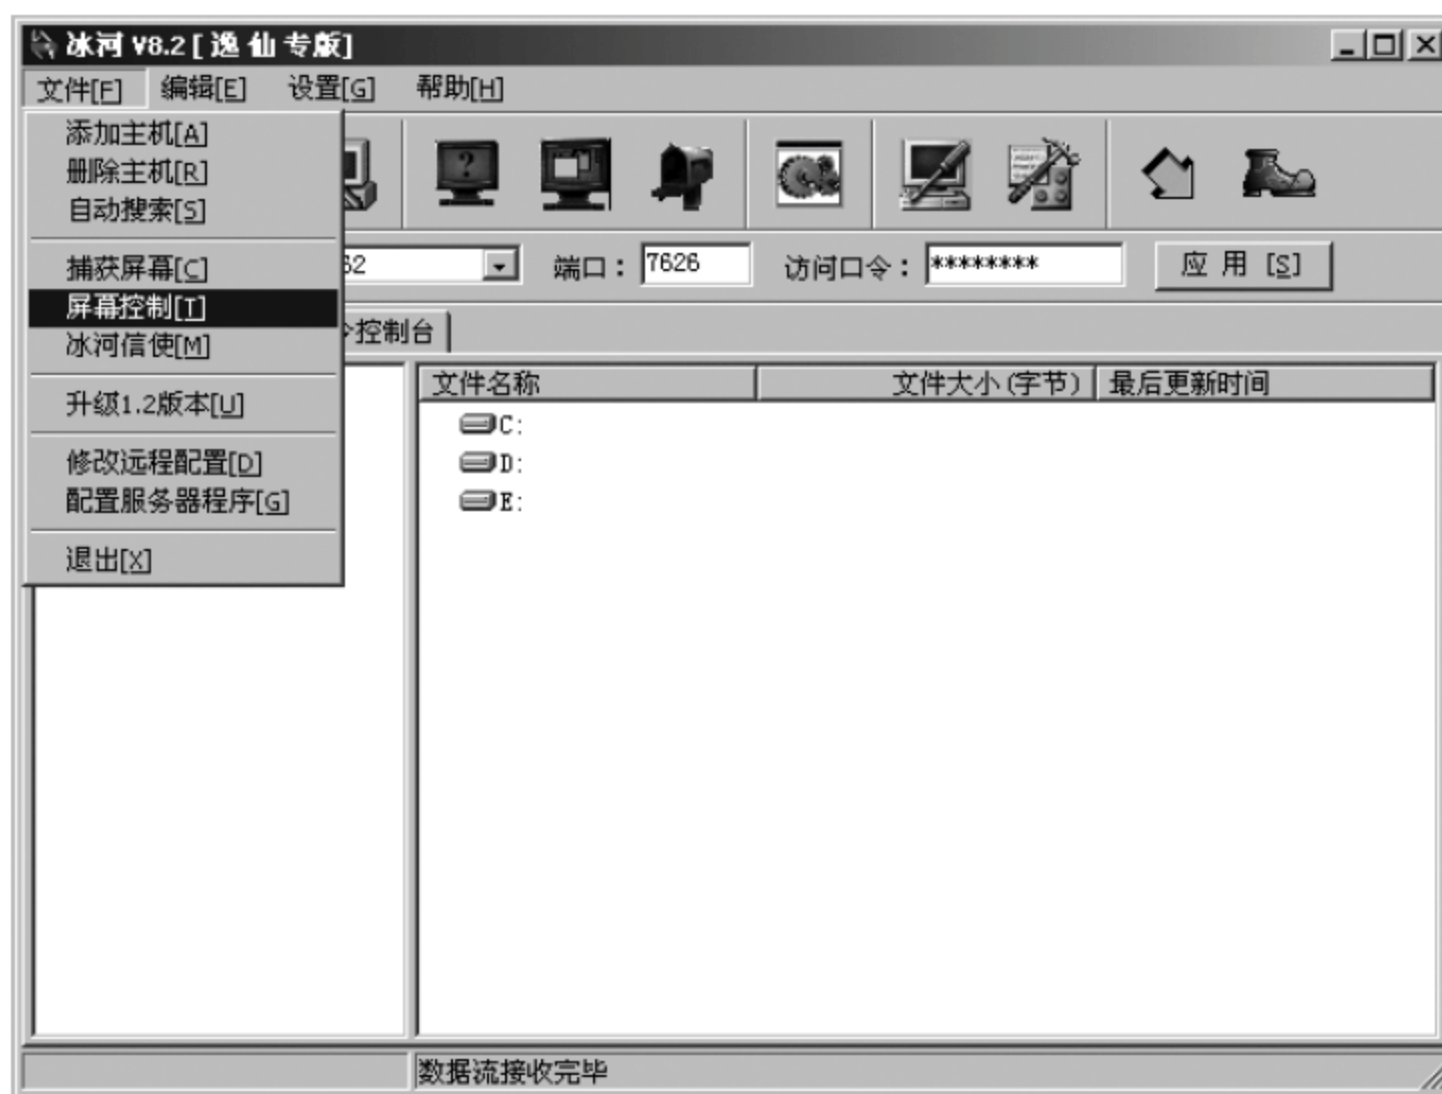 冰河 V8.2 [ 逸 仙 专版]
文件[F] 编辑[E] 设置[G] 帮助[H]
添加主机[A]
删除主机[R]
自动搜索[S]
捕获屏幕[C]
屏幕控制[T]
冰河信使[M]
升级1.2版本[U]
修改远程配置[D]
配置服务器程序[G]
退出[X]
62 端口： 7626 访问口令： ******** 应 用 [S]
控制台
文件名称 文件大小(字节) 最后更新时间
C:
D:
E:
数据流接收完毕